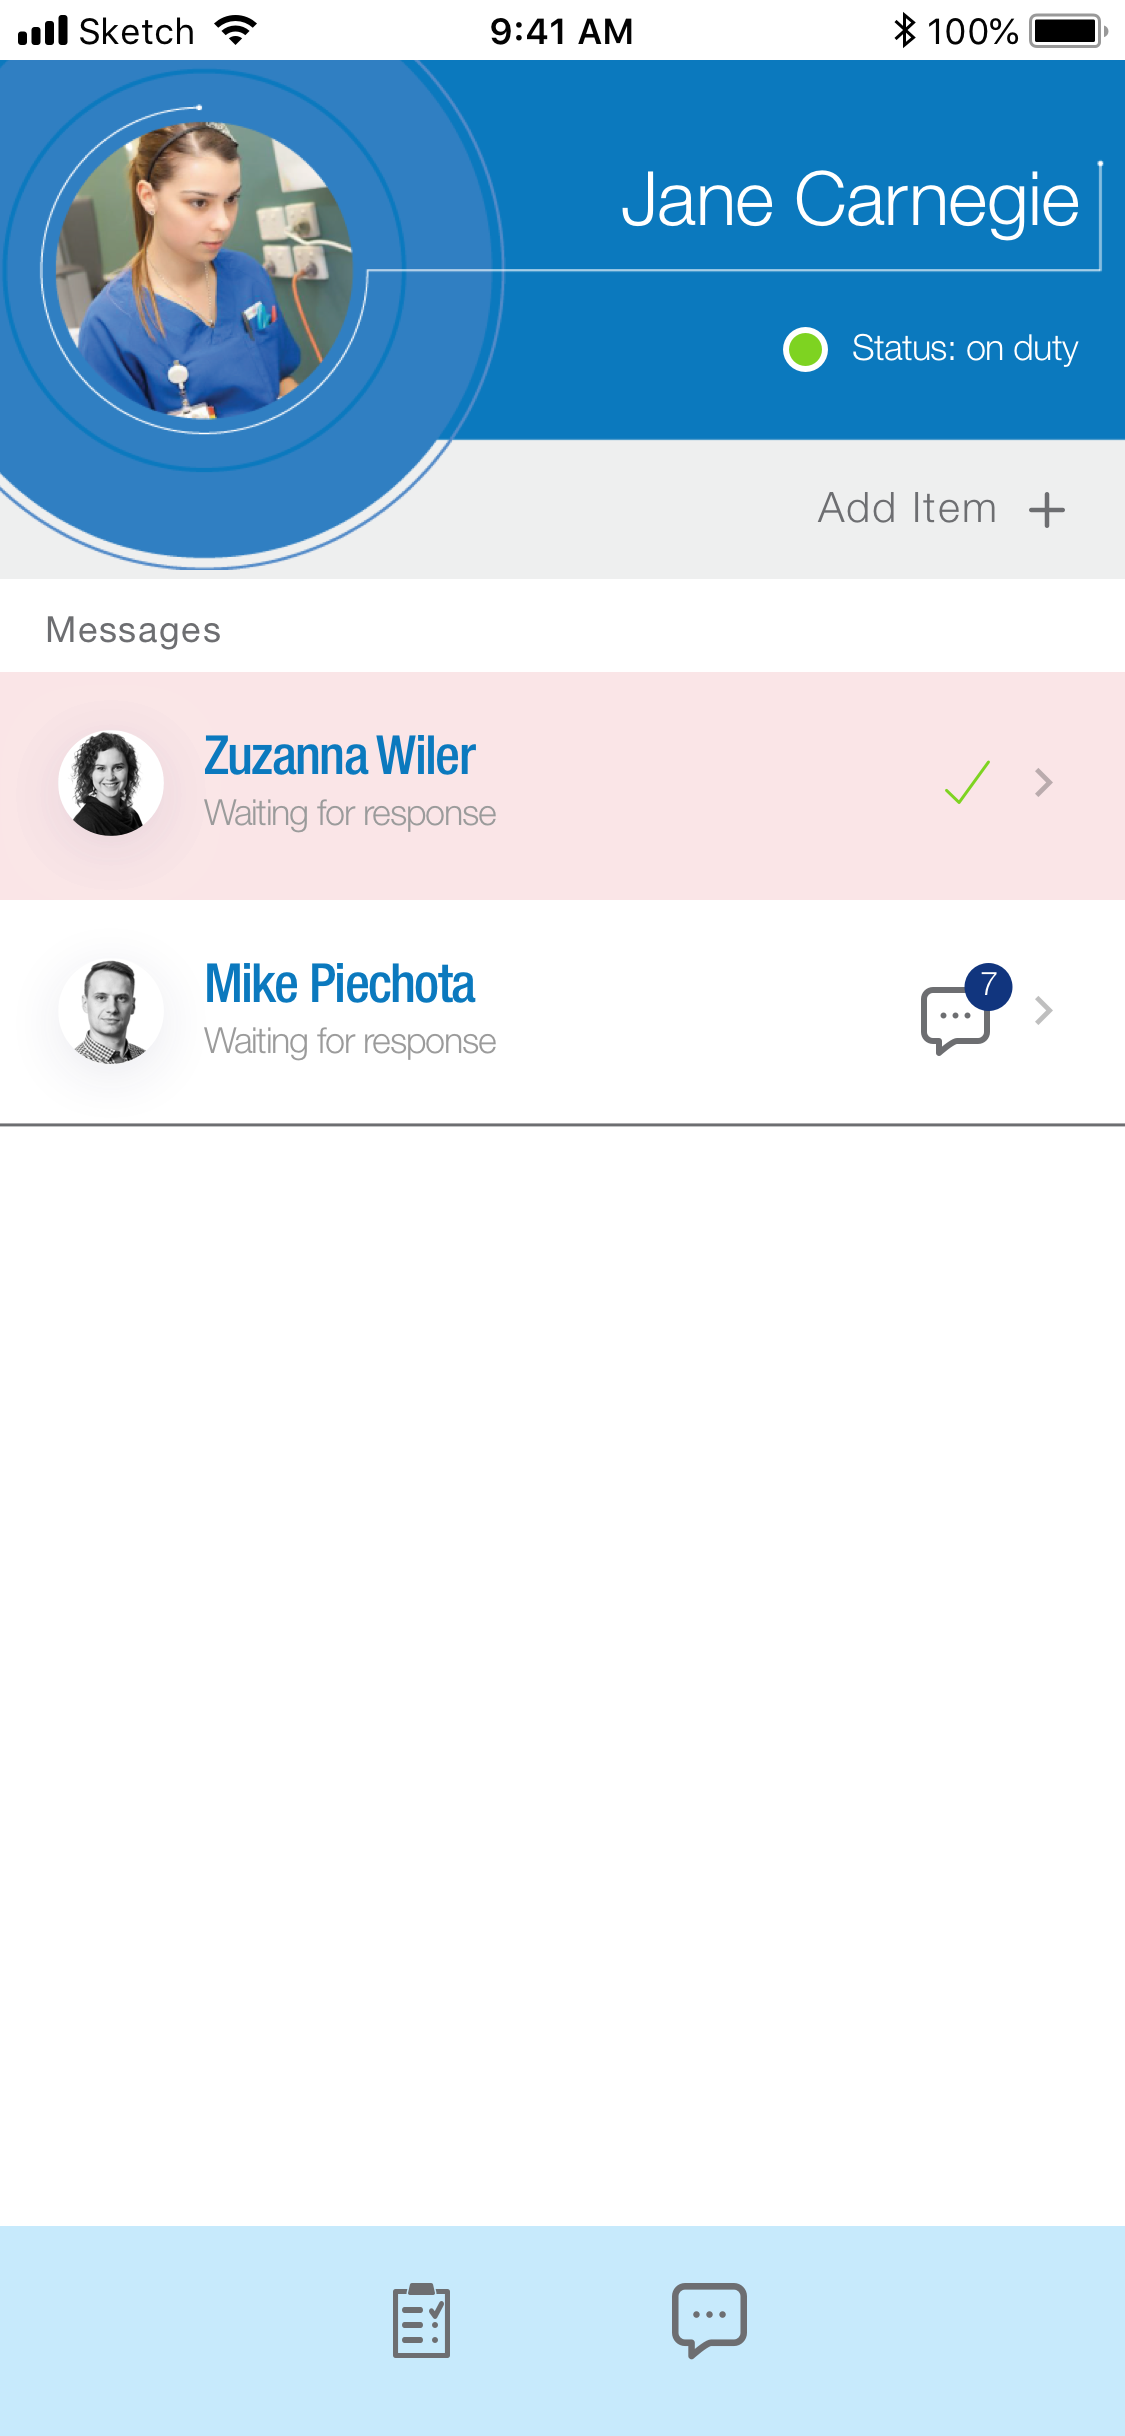 Sketch 9:41 AM 100%
Jane Carnegie
Status: on duty
Add Item +
Messages
Zuzanna Wiler
Waiting for response
Mike Piechota
7
Waiting for response